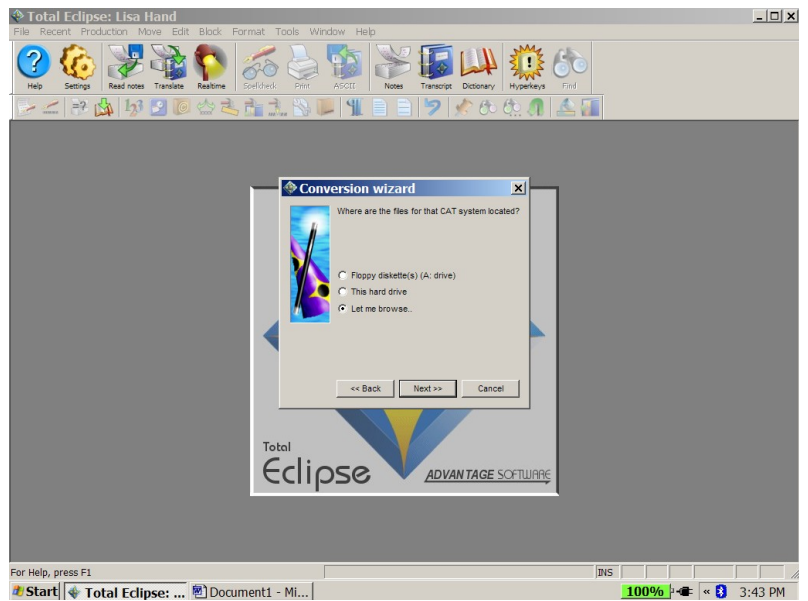 Total Eclipse: Lisa Hand
File Recent Production Move Edit Block Format Tools Window Help
Help Settings Read notes Translate Realtime Spellcheck Print ASCII Notes Transcript Dictionary Hyperkeys Find
Conversion wizard
Where are the files for that CAT system located?
Floppy diskette(s) (A: drive)
This hard drive
Let me browse..
<< Back Next >> Cancel
Total
Eclipse
ADVANTAGE SOFTWARE
For Help, press F1 INS
Start Total Eclipse: ... Document1 - Mi... 100% « 3:43 PM